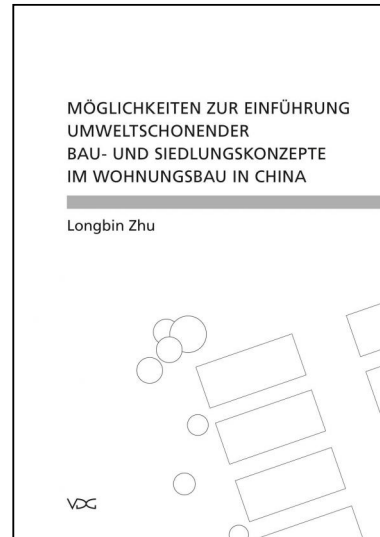 MÖGLICHKEITEN ZUR EINFÜHRUNG
UMWELTSCHONENDER
BAU- UND SIEDLUNGSKONZEPTE
IM WOHNUNGSBAU IN CHINA
Longbin Zhu
VDG